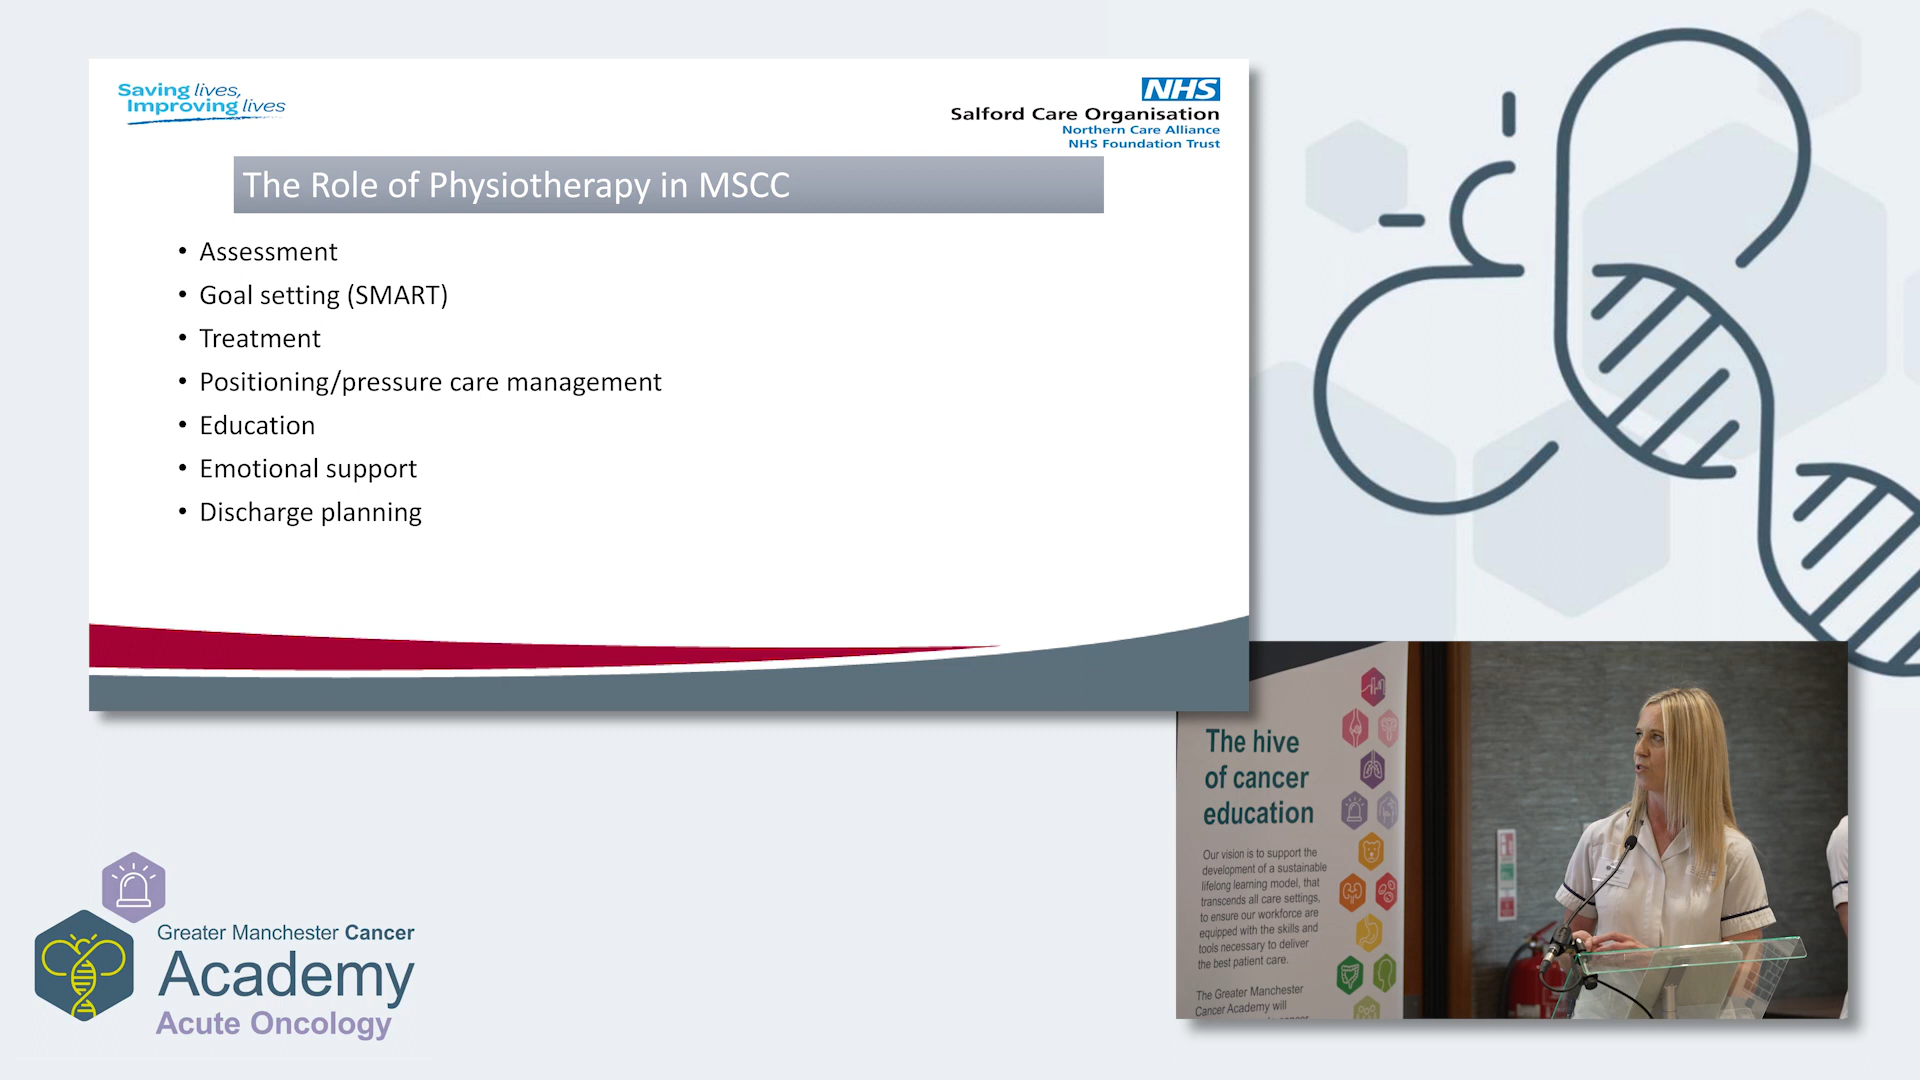 Saving lives,
Improving lives
NHS
Salford Care Organisation
Northern Care Alliance
NHS Foundation Trust
The Role of Physiotherapy in MSCC
• Assessment
• Goal setting (SMART)
• Treatment
• Positioning/pressure care management
• Education
• Emotional support
• Discharge planning
The hive
of cancer
education
Our vision is to support the
development of a sustainable
lifelong learning model, that
transcends all care settings,
to ensure our workforce are
equipped with the skills and
tools necessary to deliver
the best patient care.
The Greater Manchester
Cancer Academy will
Greater Manchester Cancer
Academy
Acute Oncology